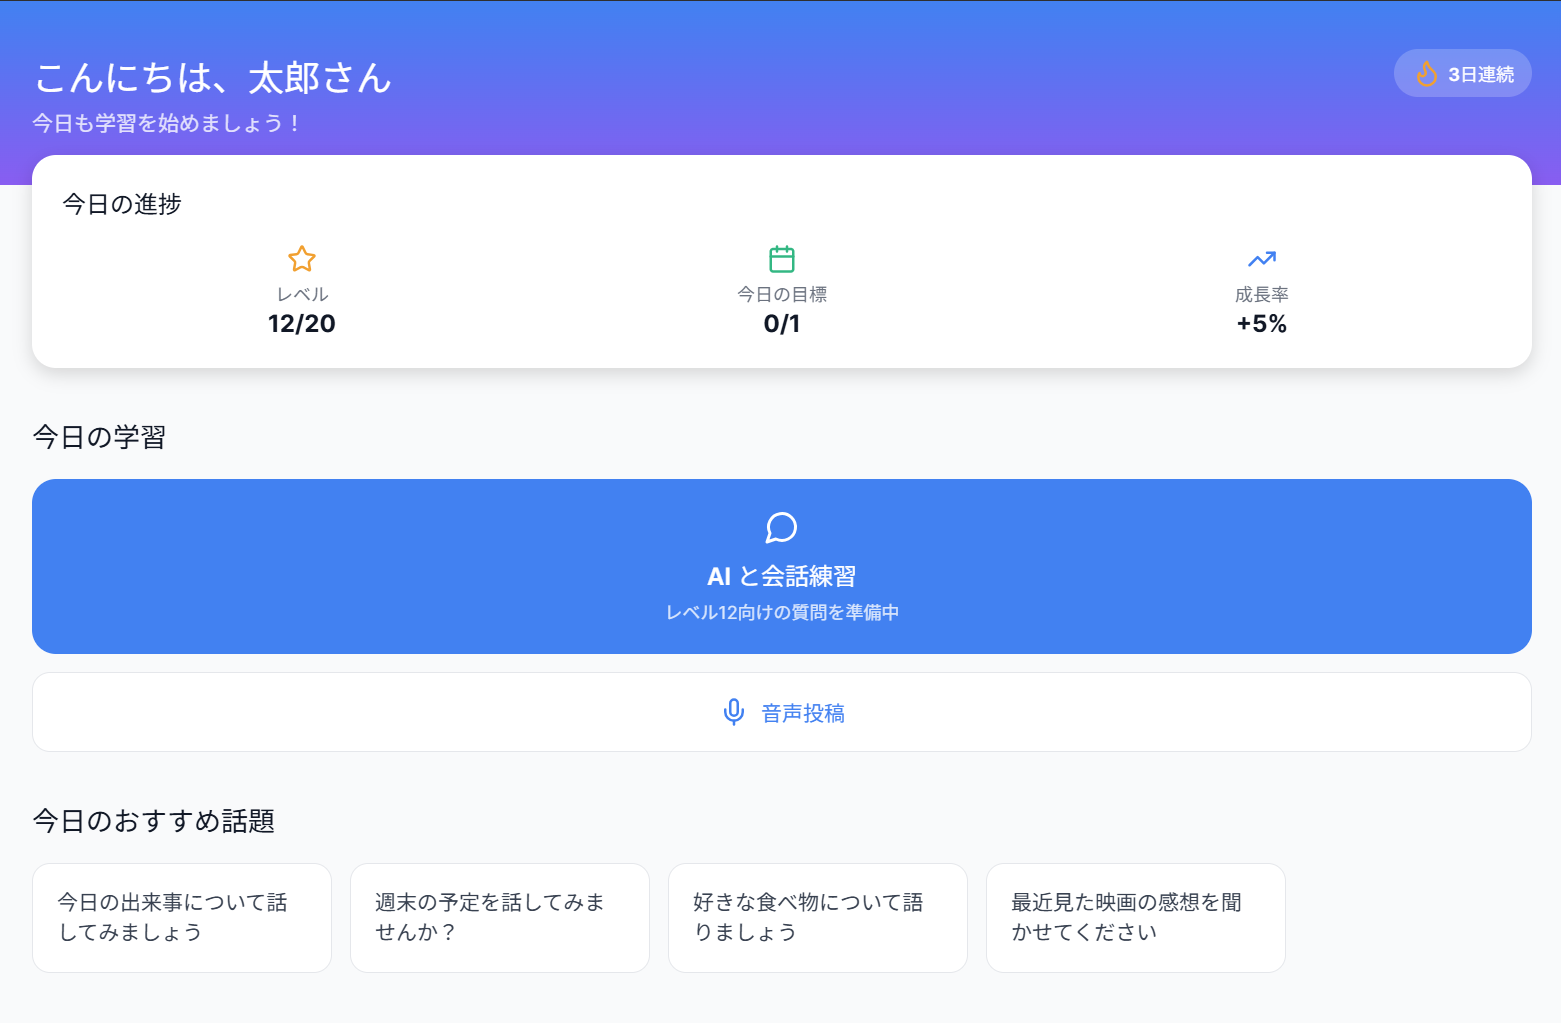 こんにちは、太郎さん
今日も学習を始めましょう！
3日連続
今日の進捗
レベル
12/20
今日の目標
0/1
成長率
+5%
今日の学習
AI と会話練習
レベル12向けの質問を準備中
音声投稿
今日のおすすめ話題
今日の出来事について話
してみましょう
週末の予定を話してみま
せんか？
好きな食べ物について語
りましょう
最近見た映画の感想を聞
かせてください